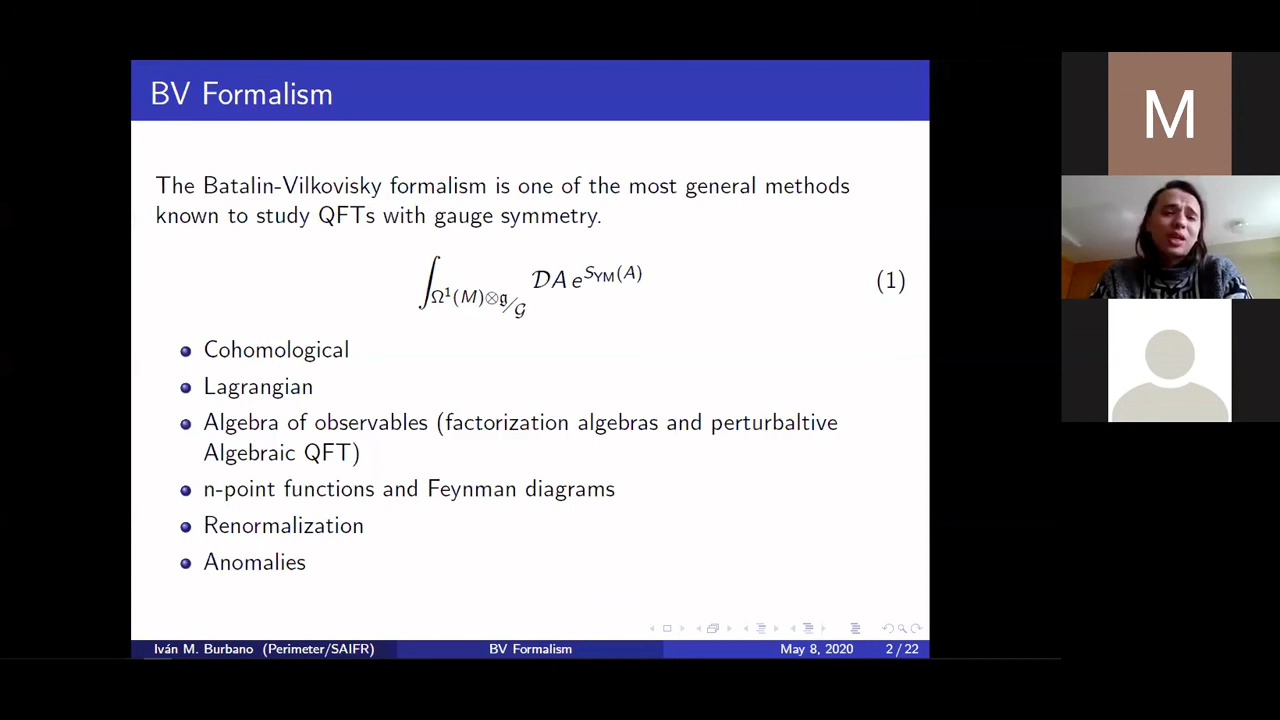 BV Formalism
The Batalin-Vilkovisky formalism is one of the most general methods
known to study QFTs with gauge symmetry.
∫_{Ω¹(M)⊗𝔤/𝒢} 𝒟A e^{S_YM(A)} (1)
Cohomological
Lagrangian
Algebra of observables (factorization algebras and perturbaltive
Algebraic QFT)
n-point functions and Feynman diagrams
Renormalization
Anomalies
Iván M. Burbano (Perimeter/SAIFR) BV Formalism May 8, 2020 2 / 22
M